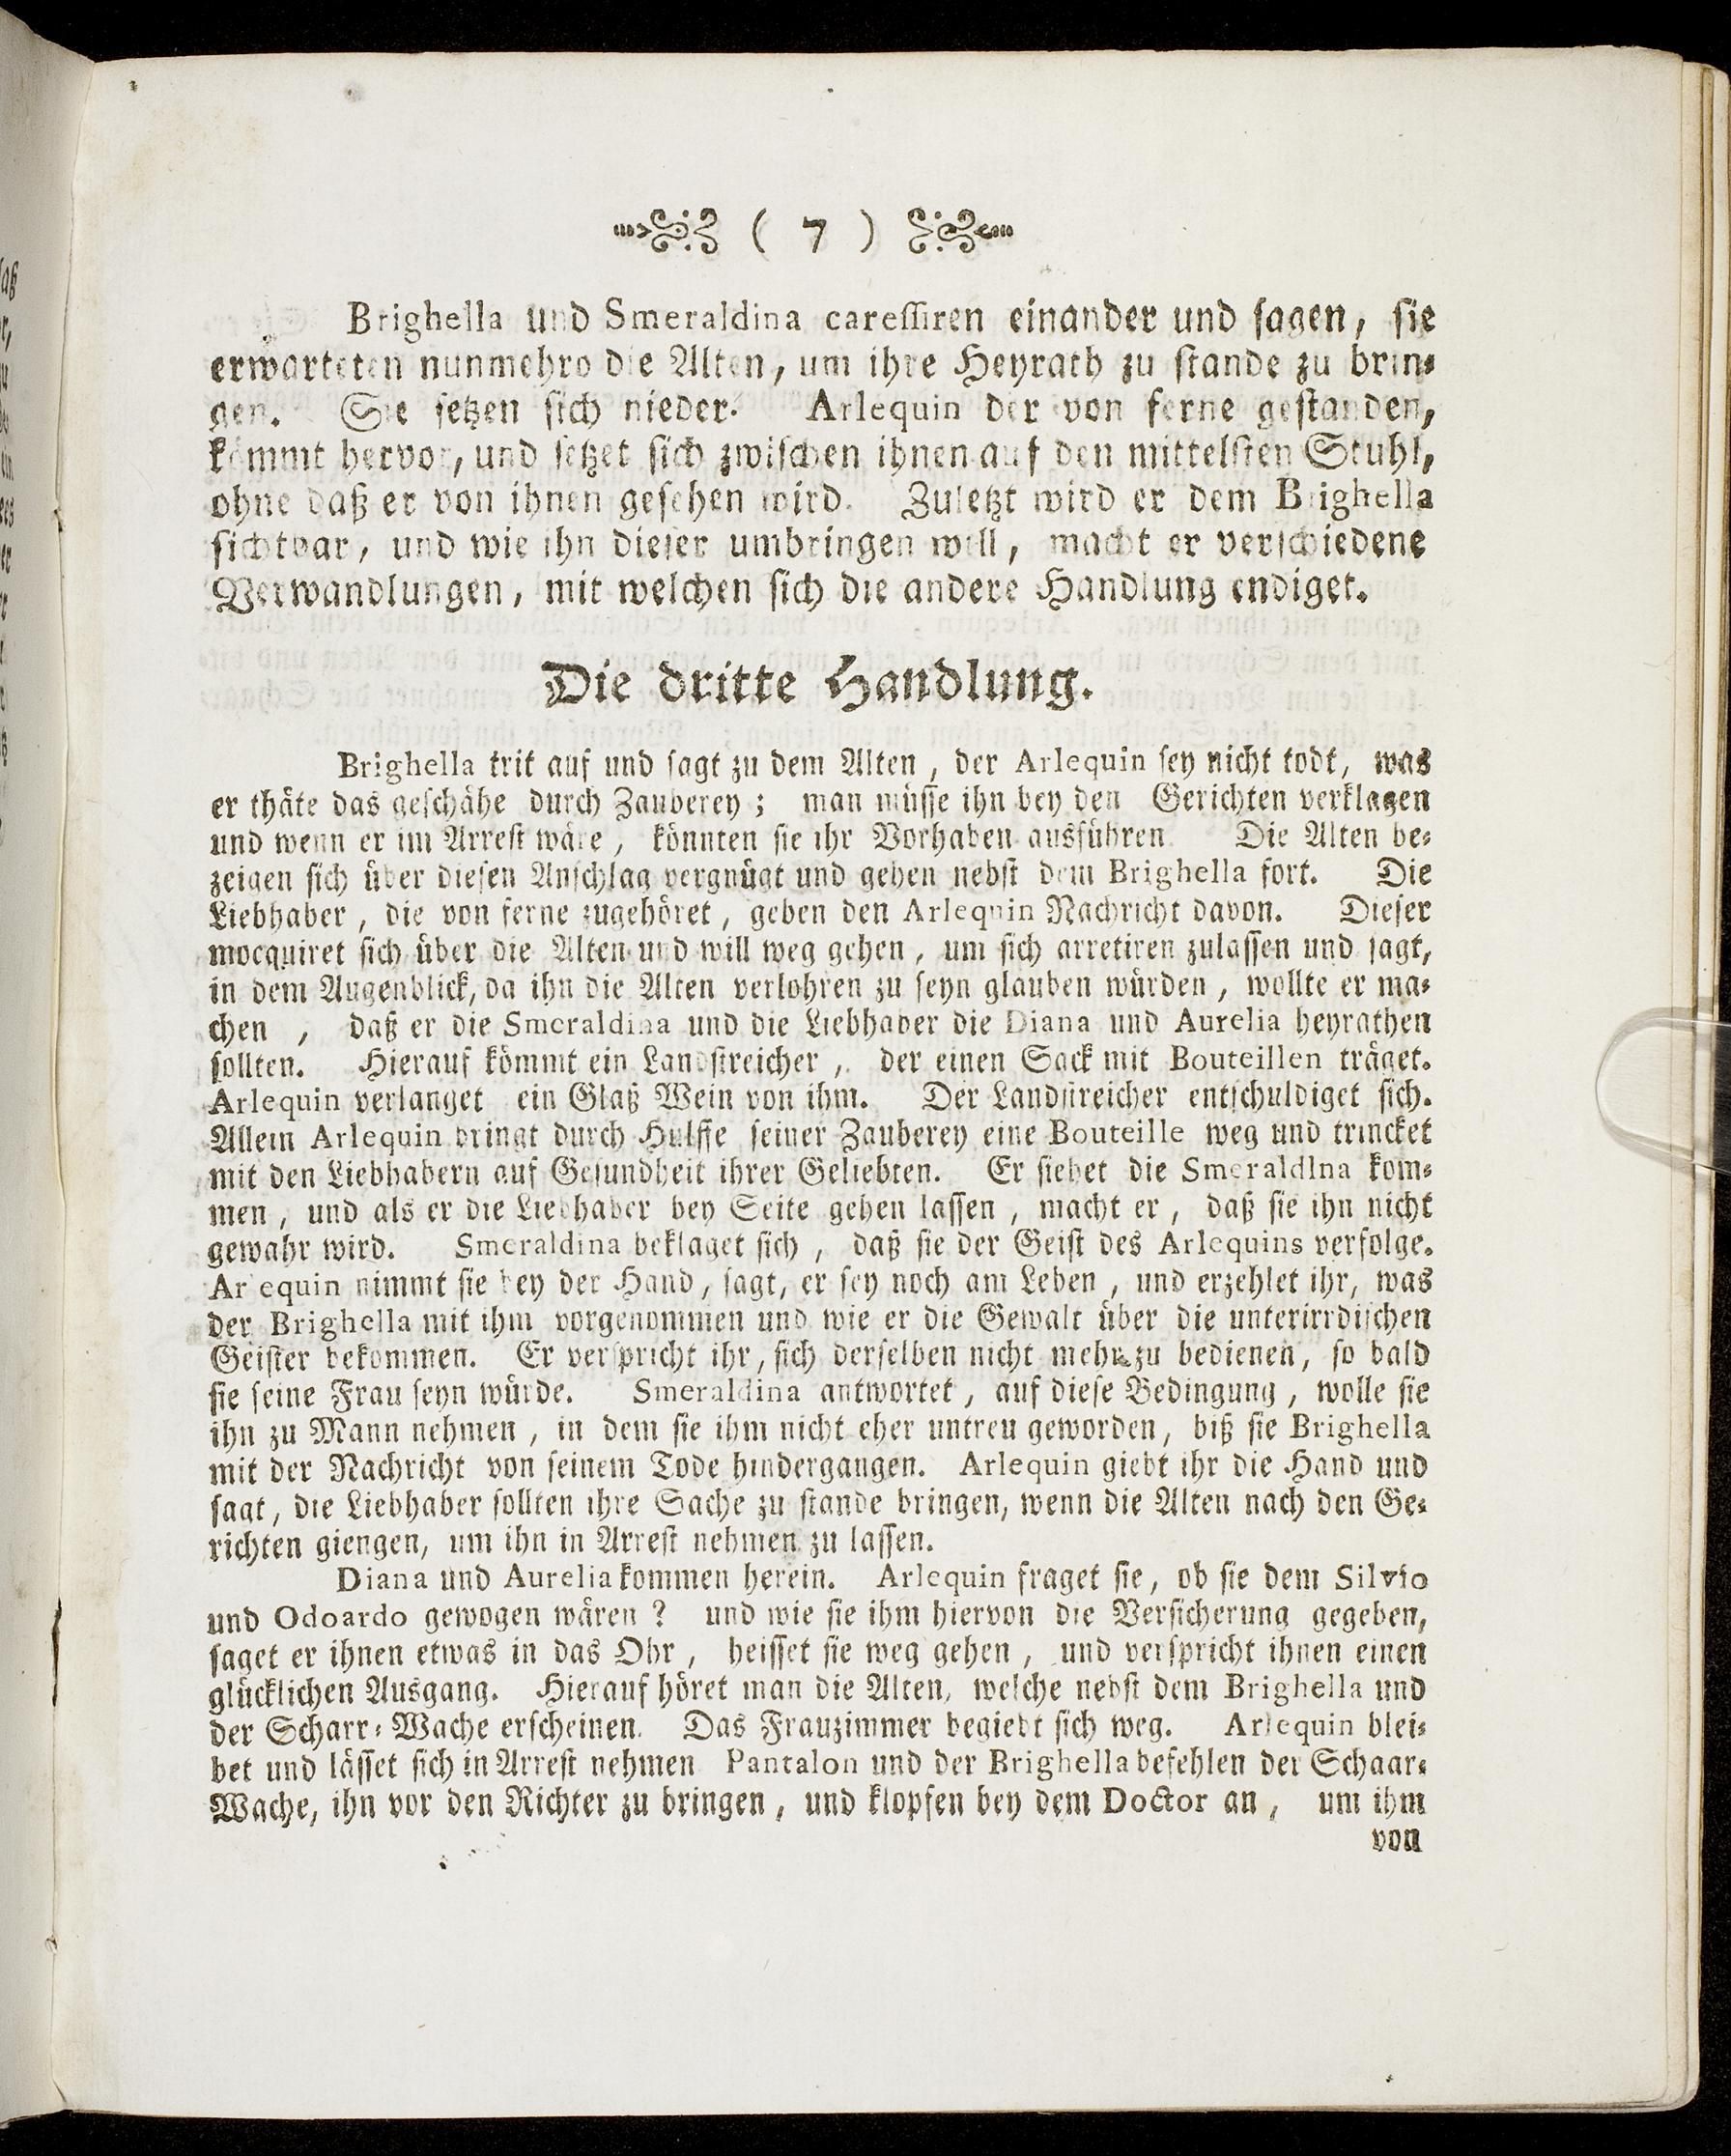 ( 7 )
Brighella und Smeraldina caressiren einander und sagen, sie
erwarteten nunmehro die Alten, um ihre Heyrath zu stande zu brin-
gen. Sie setzen sich nieder. Arlequin der von ferne gestanden,
kömmt hervor, und setzet sich zwischen ihnen auf den mittelsten Stuhl,
ohne daß er von ihnen gesehen wird. Zuletzt wird er dem Brighella
sichtbar, und wie ihn dieser umbringen will, macht er verschiedene
Verwandlungen, mit welchen sich die andere Handlung endiget.
Die dritte Handlung.
Brighella trit auf und sagt zu dem Alten, der Arlequin sey nicht todt, was
er thäte das geschähe durch Zauberey; man müsse ihn bey den Gerichten verklagen
und wenn er im Arrest wäre, könnten sie ihr Vorhaben ausführen. Die Alten be-
zeigen sich über diesen Anschlag vergnügt und gehen nebst dem Brighella fort. Die
Liebhaber, die von ferne zugehöret, geben den Arlequin Nachricht davon. Dieser
mocquiret sich über die Alten und will weg gehen, um sich arretiren zulassen und sagt,
in dem Augenblick, da ihn die Alten verlohren zu seyn glauben würden, wollte er ma-
chen, daß er die Smeraldina und die Liebhaber die Diana und Aurelia heyrathen
sollten. Hierauf kömmt ein Landstreicher, der einen Sack mit Bouteillen träget.
Arlequin verlanget ein Glaß Wein von ihm. Der Landstreicher entschuldiget sich.
Allein Arlequin bringt durch Hülffe seiner Zauberey eine Bouteille weg und trincket
mit den Liebhabern auf Gesundheit ihrer Geliebten. Er siehet die Smeraldina kom-
men, und als er die Liebhaber bey Seite gehen lassen, macht er, daß sie ihn nicht
gewahr wird. Smeraldina beklaget sich, daß sie der Geist des Arlequins verfolge.
Arlequin nimmt sie bey der Hand, sagt, er sey noch am Leben, und erzehlet ihr, was
der Brighella mit ihm vorgenommen und wie er die Gewalt über die unterirrdischen
Geister bekommen. Er verspricht ihr, sich derselben nicht mehr zu bedienen, so bald
sie seine Frau seyn würde. Smeraldina antwortet, auf diese Bedingung, wolle sie
ihn zu Mann nehmen, in dem sie ihm nicht eher untreu geworden, biß sie Brighella
mit der Nachricht von seinem Tode hindergangen. Arlequin giebt ihr die Hand und
sagt, die Liebhaber sollten ihre Sache zu stande bringen, wenn die Alten nach den Ge-
richten giengen, um ihn in Arrest nehmen zu lassen.
Diana und Aurelia kommen herein. Arlequin fraget sie, ob sie dem Silvio
und Odoardo gewogen wären? und wie sie ihm hiervon die Versicherung gegeben,
saget er ihnen etwas in das Ohr, heisset sie weg gehen, und verspricht ihnen einen
glücklichen Ausgang. Hierauf höret man die Alten, welche nebst dem Brighella und
der Scharr-Wache erscheinen. Das Frauzimmer begiebt sich weg. Arlequin blei-
bet und lässet sich in Arrest nehmen Pantalon und der Brighella befehlen der Schaar-
Wache, ihn vor den Richter zu bringen, und klopfen bey dem Doctor an, um ihm
von